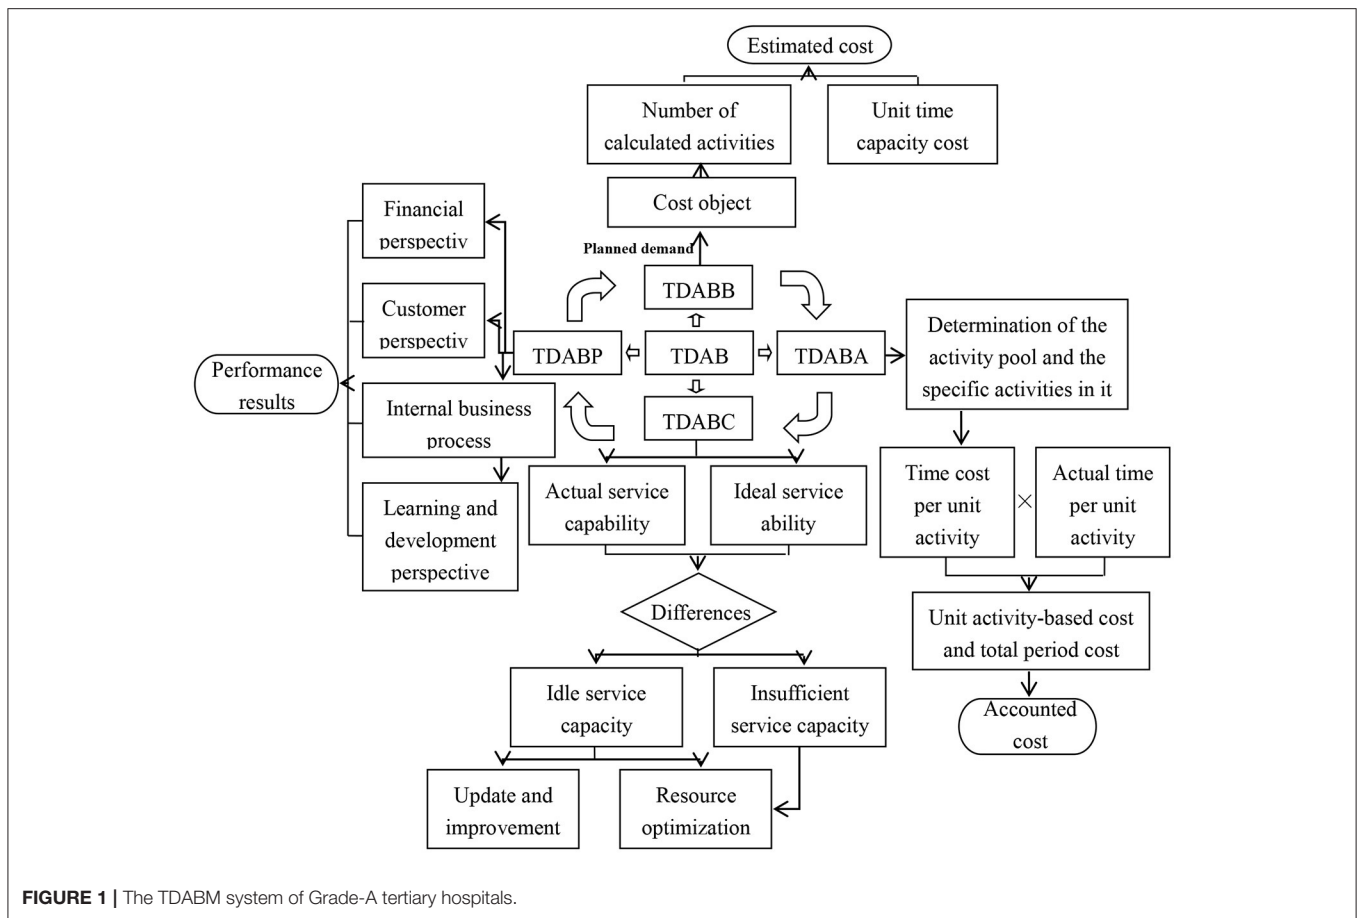 Estimated cost
Number of
calculated activities
Unit time
capacity cost
Cost object
Planned demand
Financial
perspectiv
Customer
perspectiv
Performance
results
Internal business
process
Learning and
development
perspective
TDABB
TDABP
TDAB
TDABA
TDABC
Determination of the
activity pool and the
specific activities in it
Time cost
per unit
activity
×
Actual time
per unit
activity
Unit activity-based cost
and total period cost
Accounted
cost
Actual service
capability
Ideal service
ability
Differences
Idle service
capacity
Insufficient
service capacity
Update and
improvement
Resource
optimization
FIGURE 1 | The TDABM system of Grade-A tertiary hospitals.